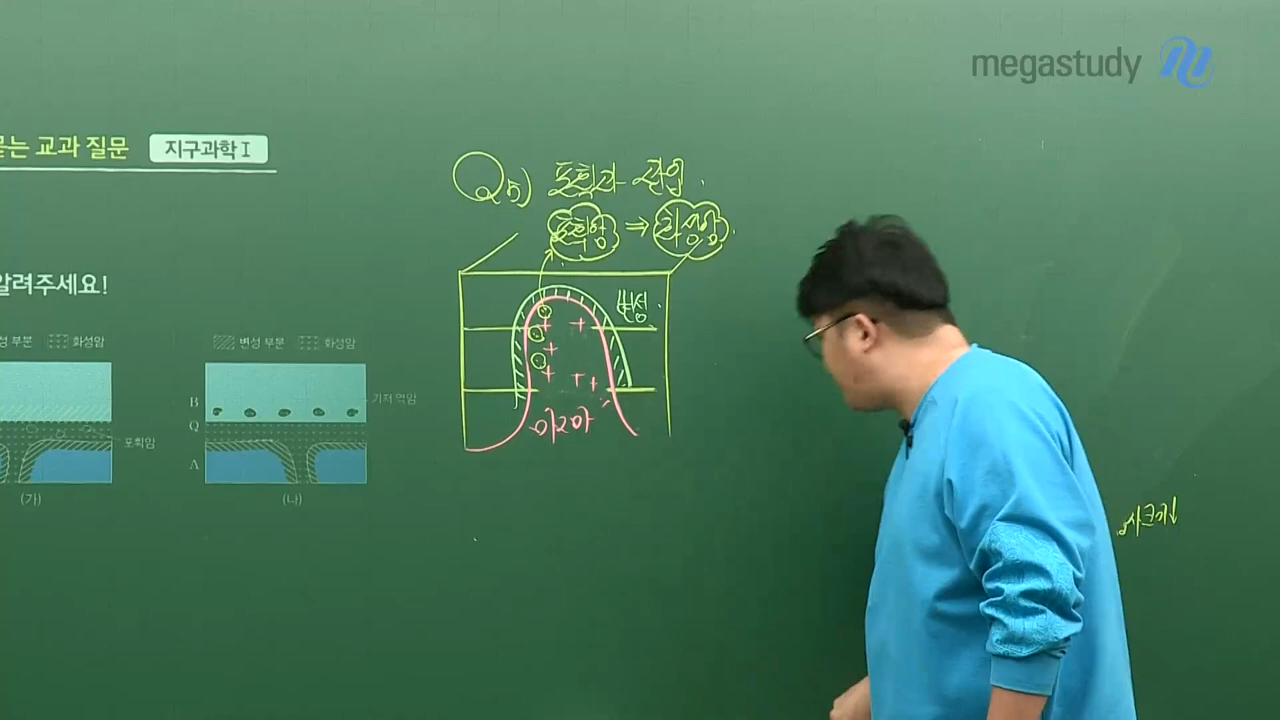 megastudy
묻는 교과 질문 지구과학 I
알려주세요!
Q5) 포획과 관입.
포획암 ⇒ 화성암.
변성.
마그마
성 부분 화성암
포획암
(가)
변성 부분 화성암
B
기저 역암
Q
A
(나)